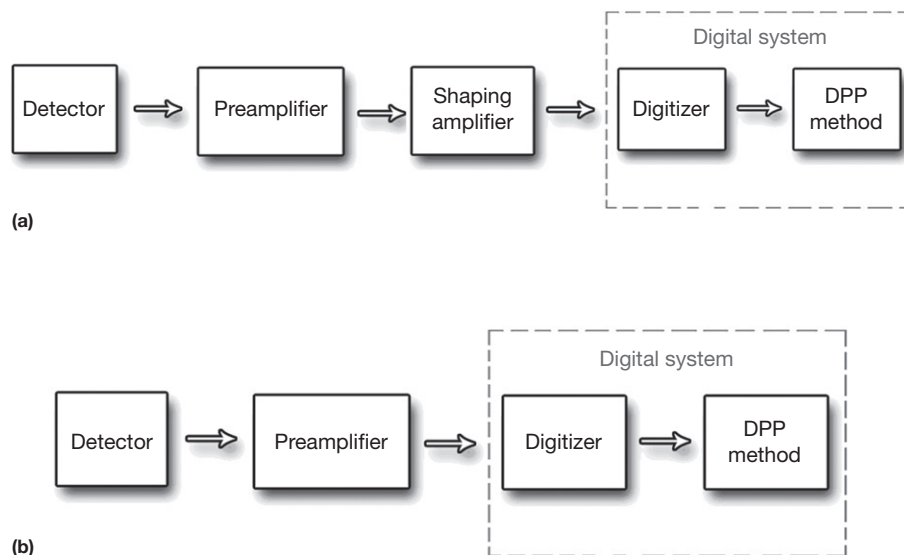 Digital system
Detector
Preamplifier
Shaping
amplifier
Digitizer
DPP
method
(a)
Digital system
Detector
Preamplifier
Digitizer
DPP
method
(b)